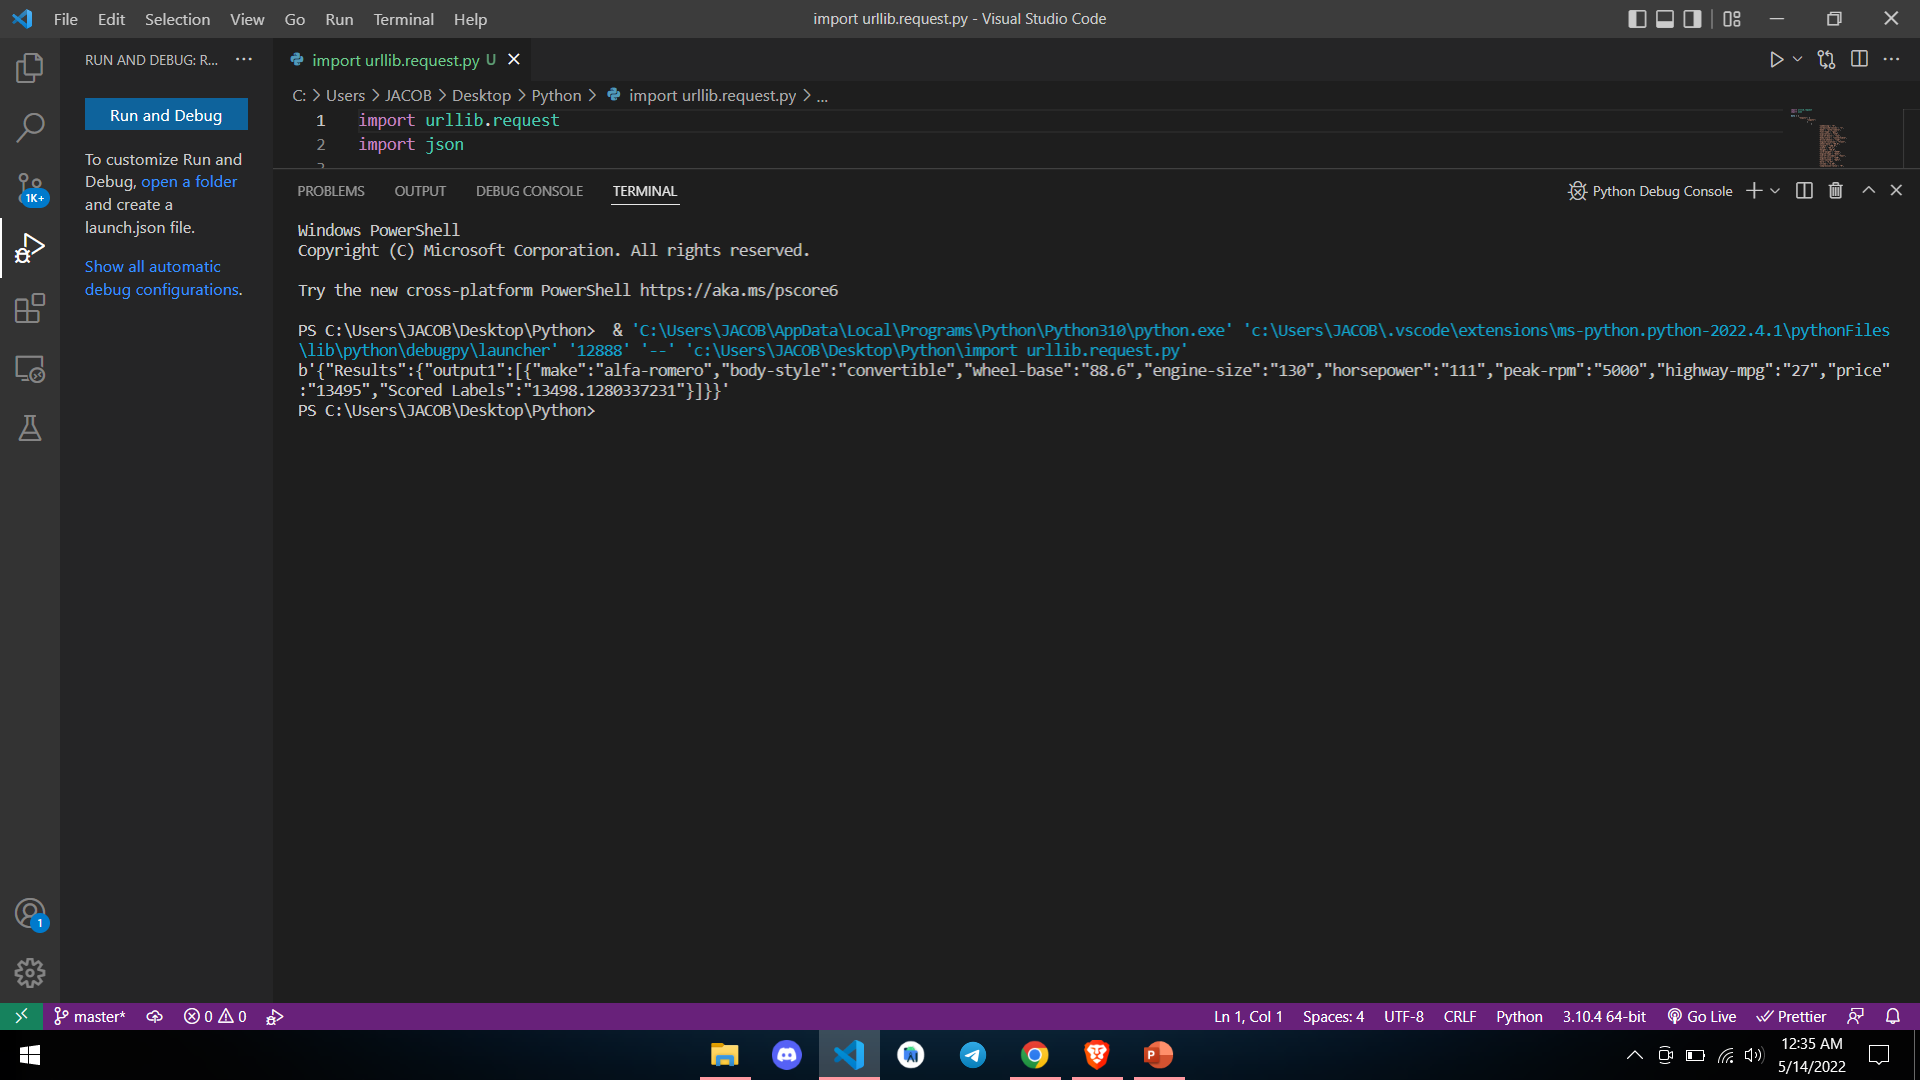 File Edit Selection View Go Run Terminal Help
import urllib.request.py - Visual Studio Code
RUN AND DEBUG: R...
Run and Debug
To customize Run and
Debug, open a folder
and create a
launch.json file.
Show all automatic
debug configurations.
1K+
1
import urllib.request.py U
C: > Users > JACOB > Desktop > Python > import urllib.request.py > ...
1 import urllib.request
2 import json
PROBLEMS OUTPUT DEBUG CONSOLE TERMINAL
Python Debug Console
Windows PowerShell
Copyright (C) Microsoft Corporation. All rights reserved.
Try the new cross-platform PowerShell https://aka.ms/pscore6
PS C:\Users\JACOB\Desktop\Python>  & 'C:\Users\JACOB\AppData\Local\Programs\Python\Python310\python.exe' 'c:\Users\JACOB\.vscode\extensions\ms-python.python-2022.4.1\pythonFiles
\lib\python\debugpy\launcher' '12888' '--' 'c:\Users\JACOB\Desktop\Python\import urllib.request.py'
b'{"Results":{"output1":[{"make":"alfa-romero","body-style":"convertible","wheel-base":"88.6","engine-size":"130","horsepower":"111","peak-rpm":"5000","highway-mpg":"27","price"
:"13495","Scored Labels":"13498.1280337231"}]}}'
PS C:\Users\JACOB\Desktop\Python>
master* 0 0 Ln 1, Col 1 Spaces: 4 UTF-8 CRLF Python 3.10.4 64-bit Go Live Prettier
12:35 AM
5/14/2022